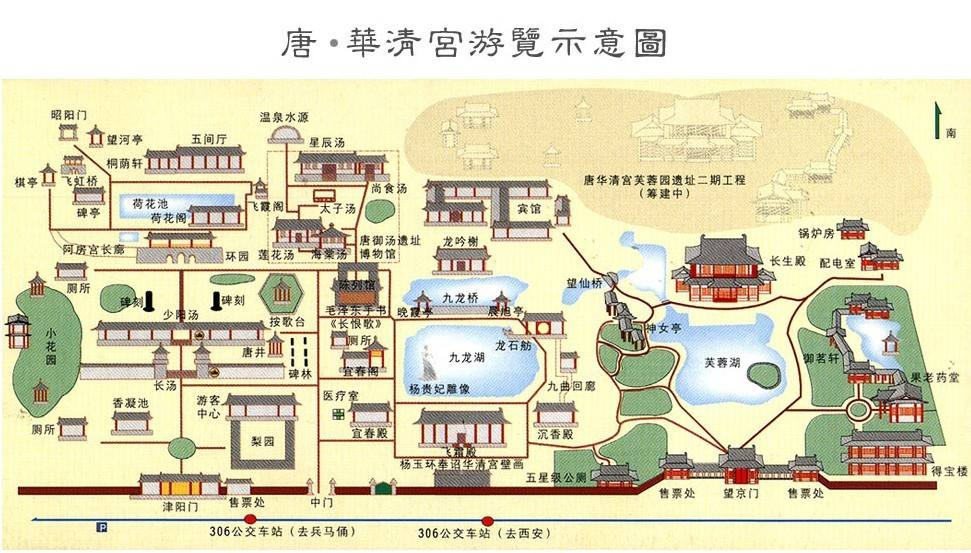 唐·華清宮游覽示意圖
昭阳门
望河亭
五间厅
温泉水源
星辰汤
南
桐荫轩
棋亭
飞虹桥
碑亭
荷花池
荷花阁
飞霞阁
尚食汤
太子汤
宾馆
唐华清宫芙蓉园遗址二期工程
（筹建中）
阿房宫长廊
环园
莲花汤
海棠汤
唐御汤遗址
博物馆
龙吟榭
锅炉房
长生殿
配电室
厕所
碑刻
碑刻
少阳汤
按歌台
陈列馆
毛泽东手书
《长恨歌》
九龙桥
晚霞亭
晨旭亭
望仙桥
神女亭
小花园
唐井
碑林
厕所
宜春阁
九龙湖
龙石舫
芙蓉湖
御茗轩
长汤
杨贵妃雕像
九曲回廊
果老药堂
香凝池
游客
中心
医疗室
厕所
梨园
宜春殿
飞霜殿
沉香殿
杨玉环奉诏华清宫壁画
五星级公厕
得宝楼
津阳门
售票处
中门
售票处
望京门
售票处
P
306公交车站（去兵马俑）
306公交车站（去西安）